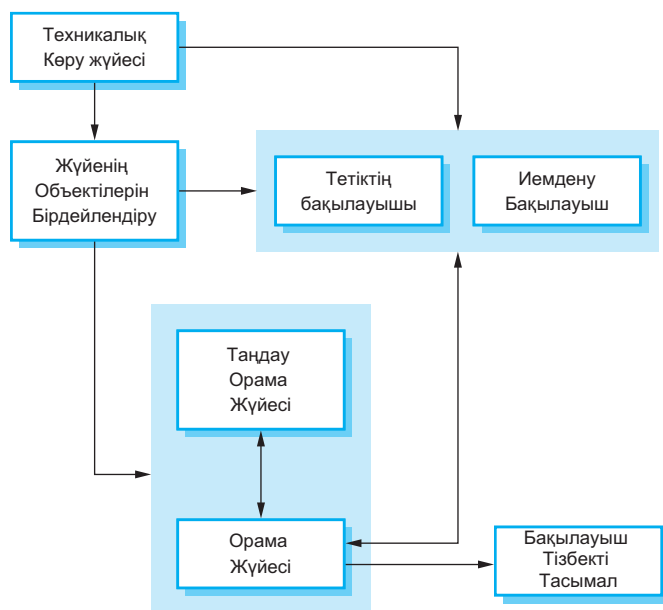 Техникалық
Көру жүйесі
Жүйенің
Объектілерін
Бірдейлендіру
Тетіктің
бақылауышы
Иемдену
Бақылауыш
Таңдау
Орама
Жүйесі
Орама
Жүйесі
Бақылауыш
Тізбекті
Тасымал